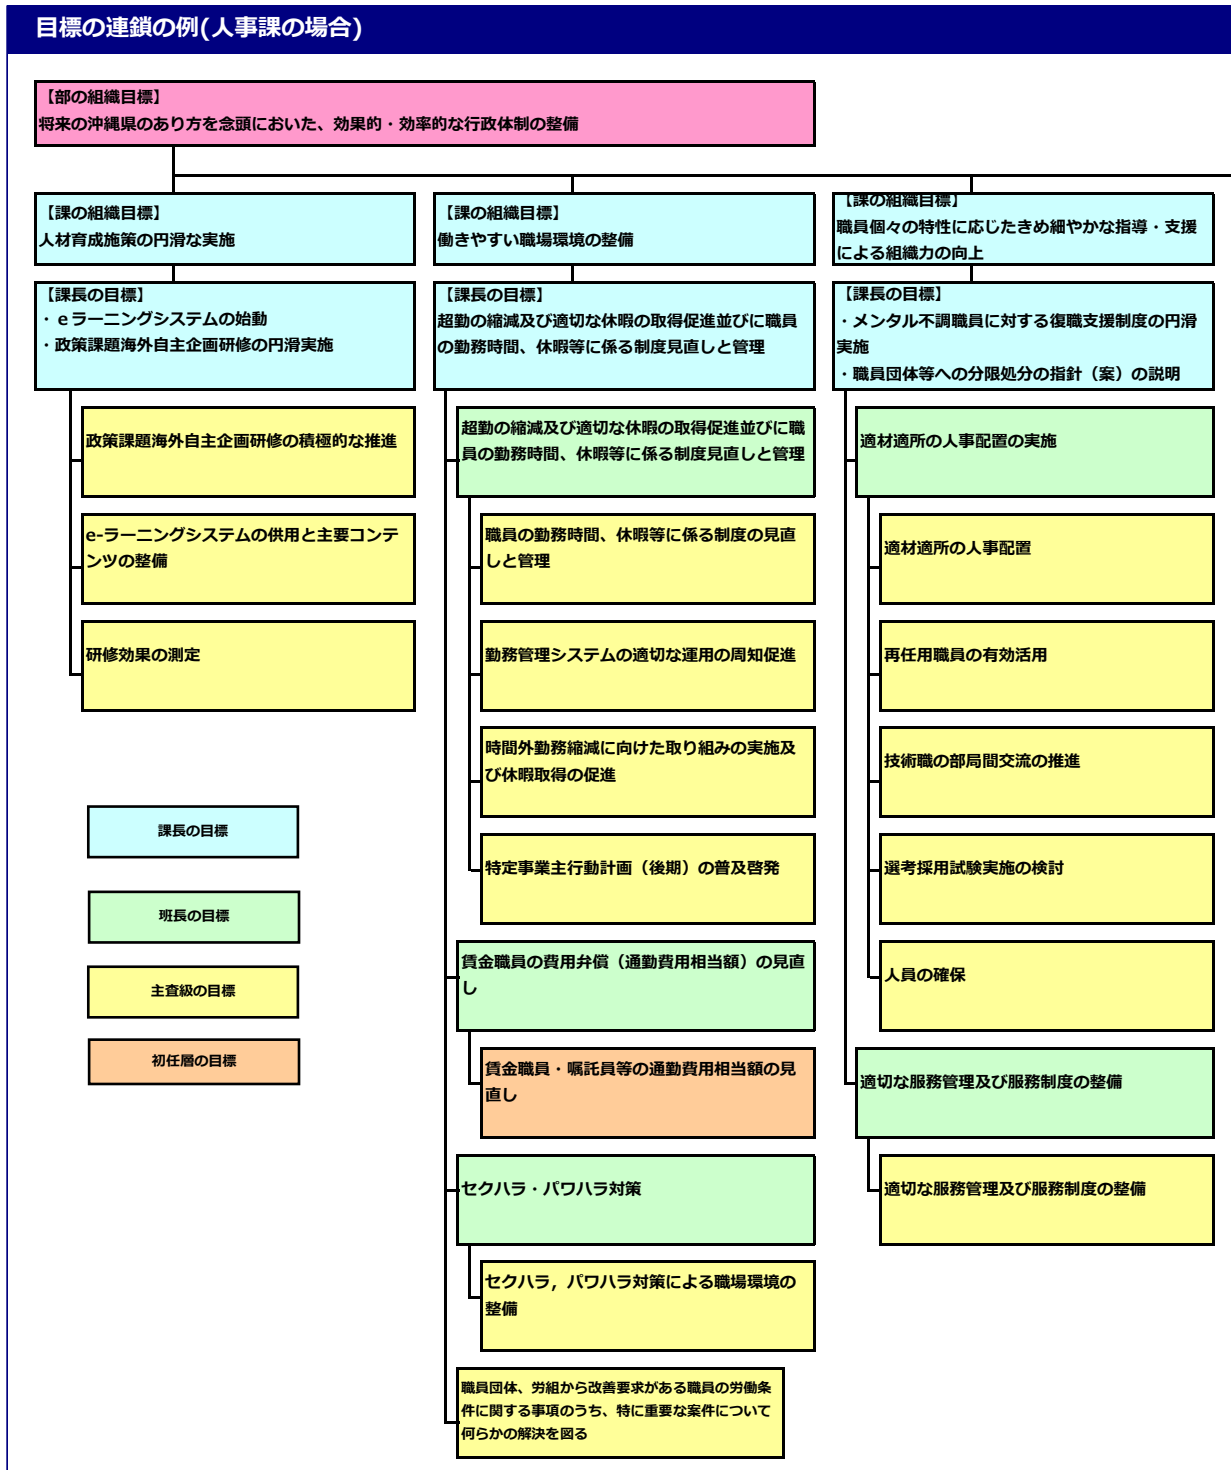 目標の連鎖の例(人事課の場合)
【部の組織目標】
将来の沖縄県のあり方を念頭においた、効果的・効率的な行政体制の整備
【課の組織目標】
人材育成施策の円滑な実施
【課長の目標】
・ｅラーニングシステムの始動
・政策課題海外自主企画研修の円滑実施
政策課題海外自主企画研修の積極的な推進
e-ラーニングシステムの供用と主要コンテ
ンツの整備
研修効果の測定
課長の目標
班長の目標
主査級の目標
初任層の目標
【課の組織目標】
働きやすい職場環境の整備
【課長の目標】
超勤の縮減及び適切な休暇の取得促進並びに職員
の勤務時間、休暇等に係る制度見直しと管理
超勤の縮減及び適切な休暇の取得促進並びに職
員の勤務時間、休暇等に係る制度見直しと管理
職員の勤務時間、休暇等に係る制度の見直
しと管理
勤務管理システムの適切な運用の周知促進
時間外勤務縮減に向けた取り組みの実施及
び休暇取得の促進
特定事業主行動計画（後期）の普及啓発
賃金職員の費用弁償（通勤費用相当額）の見直
し
賃金職員・嘱託員等の通勤費用相当額の見
直し
セクハラ・パワハラ対策
セクハラ，パワハラ対策による職場環境の
整備
職員団体、労組から改善要求がある職員の労働条
件に関する事項のうち、特に重要な案件について
何らかの解決を図る
【課の組織目標】
職員個々の特性に応じたきめ細やかな指導・支援
による組織力の向上
【課長の目標】
・メンタル不調職員に対する復職支援制度の円滑
実施
・職員団体等への分限処分の指針（案）の説明
適材適所の人事配置の実施
適材適所の人事配置
再任用職員の有効活用
技術職の部局間交流の推進
選考採用試験実施の検討
人員の確保
適切な服務管理及び服務制度の整備
適切な服務管理及び服務制度の整備